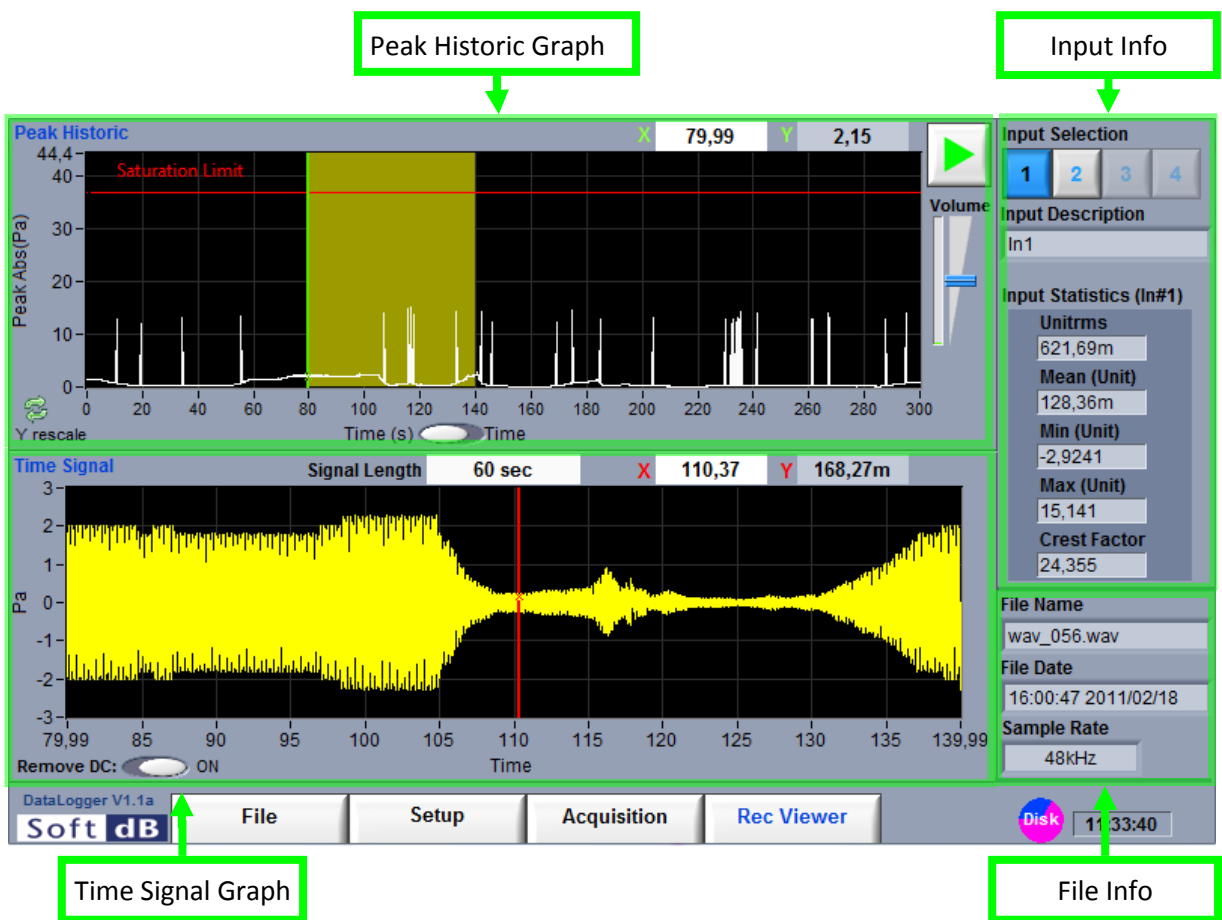 Peak Historic Graph
Input Info
Peak Historic
X 79,99 Y 2,15
Input Selection
44,4
Saturation Limit
40
30
20
10
0
Peak Abs(Pa)
0 20 40 60 80 100 120 140 160 180 200 220 240 260 280 300
Y rescale
Time (s) Time
Volume
1 2 3 4
Input Description
In1
Input Statistics (In#1)
Unitrms
621,69m
Mean (Unit)
128,36m
Min (Unit)
-2,9241
Max (Unit)
15,141
Crest Factor
24,355
Time Signal
Signal Length 60 sec X 110,37 Y 168,27m
3
2
1
0
-1
-2
-3
Pa
79,99 85 90 95 100 105 110 115 120 125 130 135 139,99
Remove DC: ON
Time
File Name
wav_056.wav
File Date
16:00:47 2011/02/18
Sample Rate
48kHz
DataLogger V1.1a
Soft dB
File Setup Acquisition Rec Viewer
Disk 11:33:40
Time Signal Graph
File Info